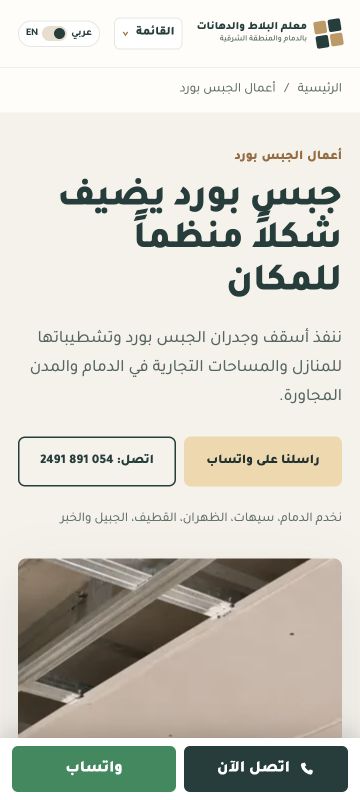 معلم البلاط والدهانات
بالدمام والمنطقة الشرقية
القائمة
عربي
EN
الرئيسية / أعمال الجبس بورد
أعمال الجبس بورد
جبس بورد يضيف
شكلاً منظماً
للمكان
ننفذ أسقف وجدران الجبس بورد وتشطيباتها
للمنازل والمساحات التجارية في الدمام والمدن
المجاورة.
راسلنا على واتساب
اتصل: 054 891 2491
نخدم الدمام، سيهات، الظهران، القطيف، الجبيل والخبر
اتصل الآن
واتساب